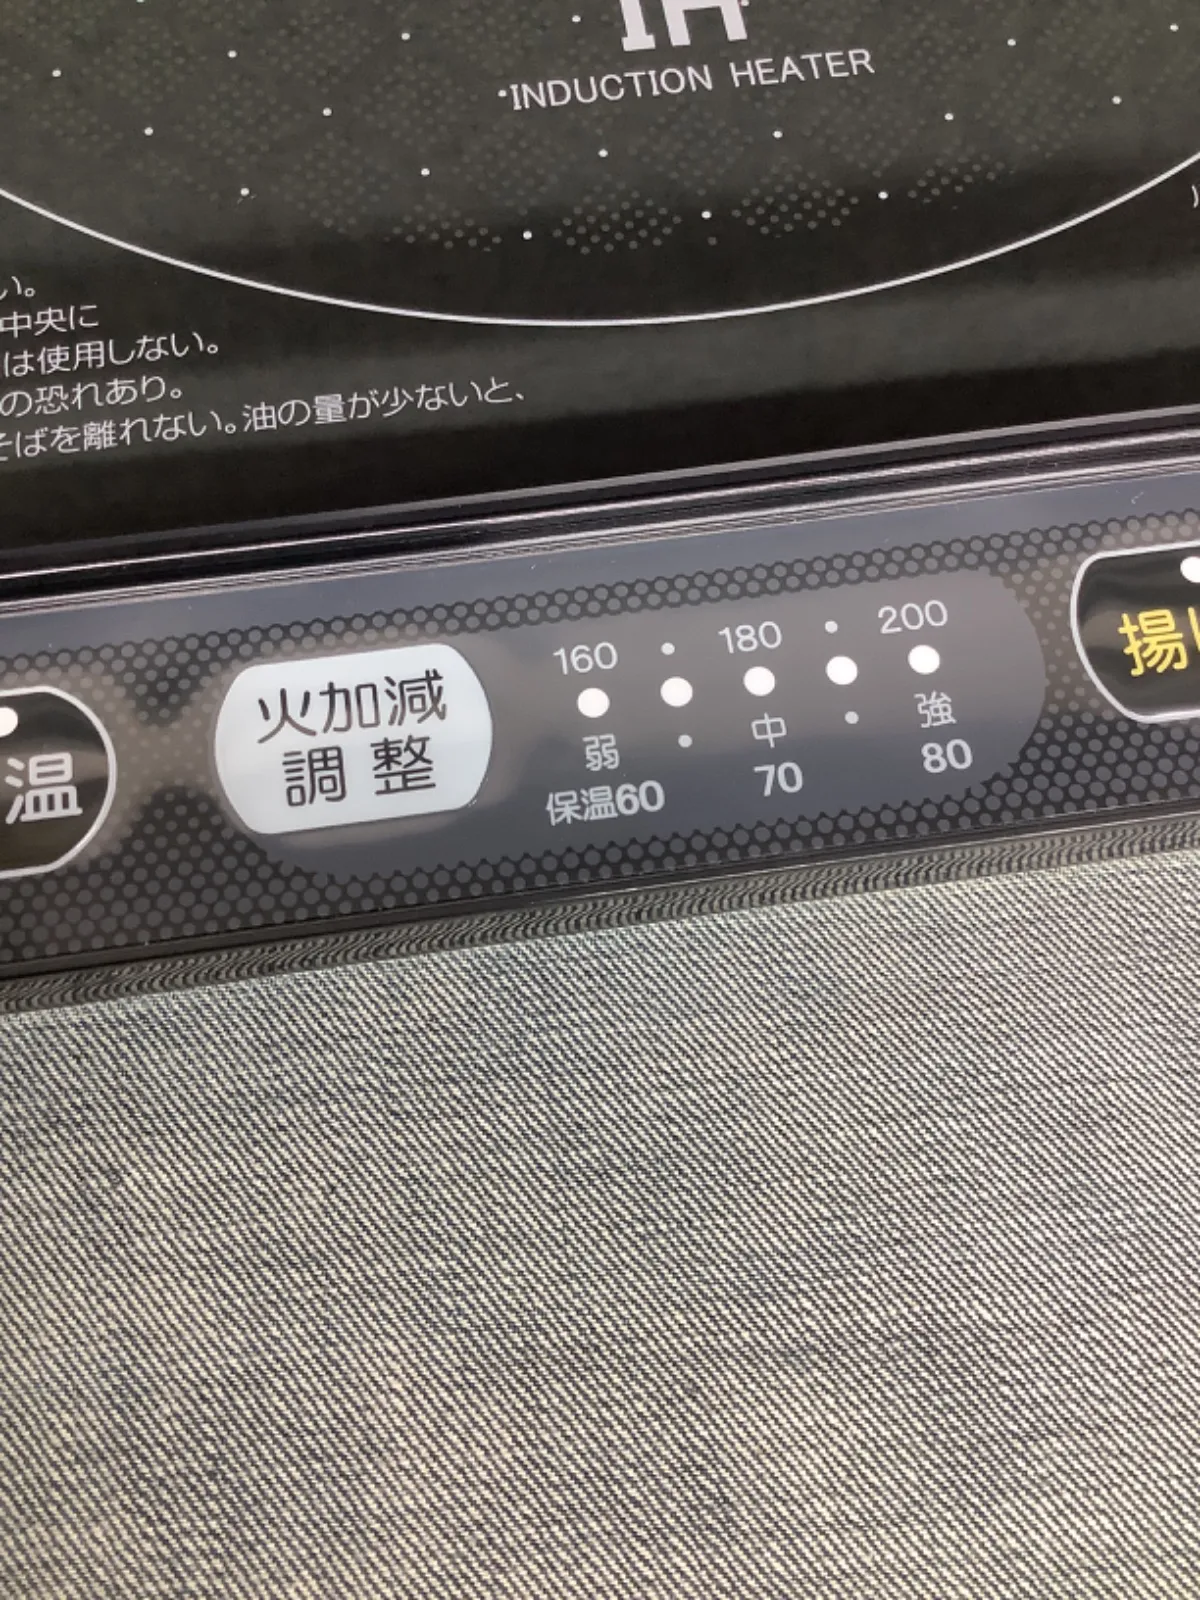 IH
INDUCTION HEATER
い。
中央に
は使用しない。
の恐れあり。
そばを離れない。油の量が少ないと、
160 • 180 • 200
火加減
調整
弱 • 中 • 強
保温60 70 80
温
揚